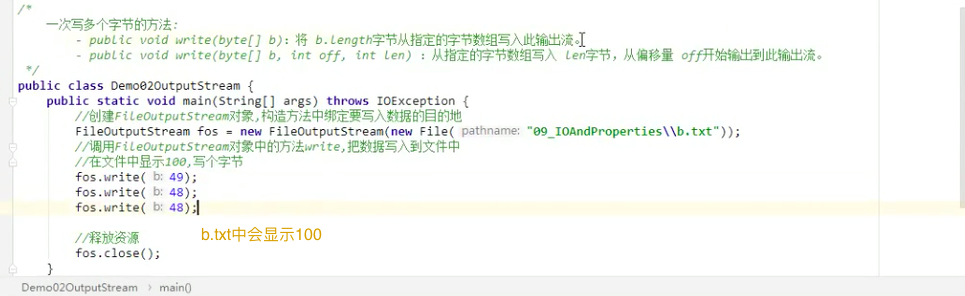 /*
一次写多个字节的方法:
- public void write(byte[] b): 将 b.length字节从指定的字节数组写入此输出流。
- public void write(byte[] b, int off, int len) : 从指定的字节数组写入 len字节，从偏移量 off开始输出到此输出流。
*/
public class Demo02OutputStream {
public static void main(String[] args) throws IOException {
//创建FileOutputStream对象,构造方法中绑定要写入数据的目的地
FileOutputStream fos = new FileOutputStream(new File( pathname: "09_IOAndProperties\\b.txt"));
//调用FileOutputStream对象中的方法write,把数据写入到文件中
//在文件中显示100,写个字节
fos.write( b: 49);
fos.write( b: 48);
fos.write( b: 48);
//释放资源
b.txt中会显示100
fos.close();
}
Demo02OutputStream › main()